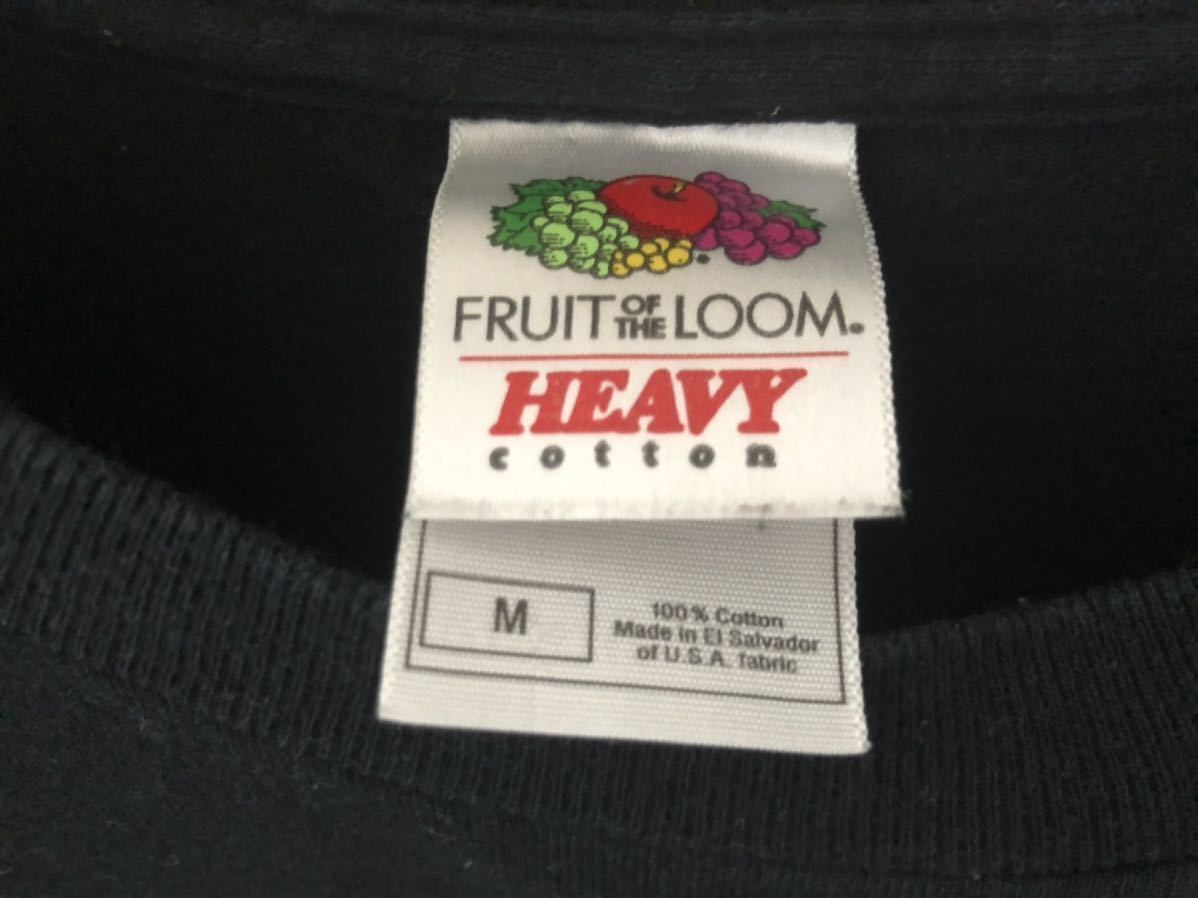 FRUIT OF THE LOOM.
HEAVY
cotton
M
100% Cotton
Made in El Salvador
of U.S.A. fabric